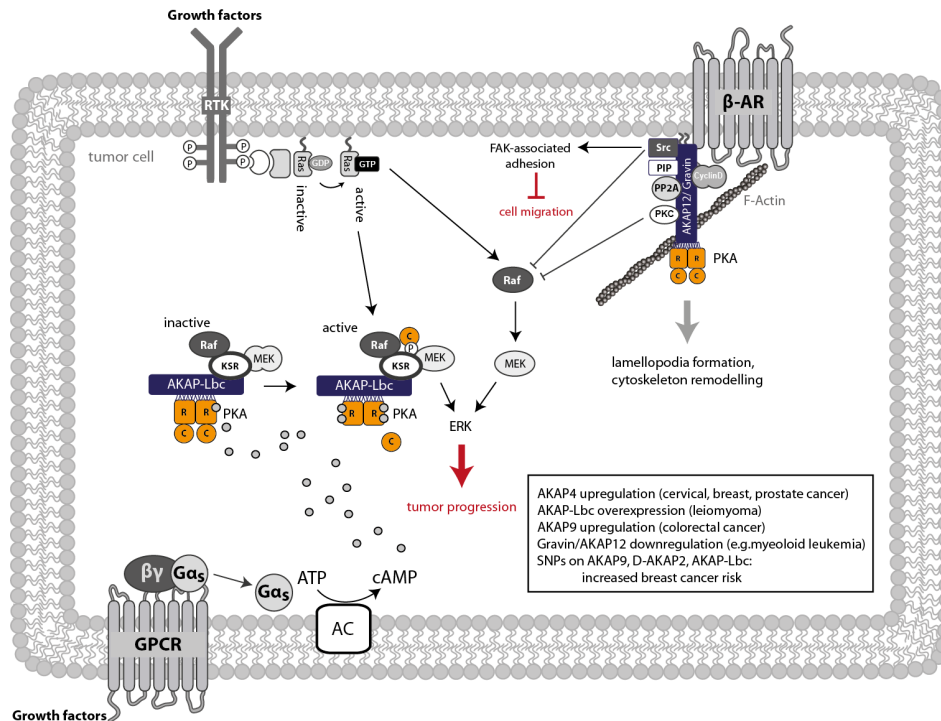 Growth factors
RTK
P
P
P
P
tumor cell
Ras
GDP
inactive
Ras
GTP
active
FAK-associated
adhesion
cell migration
β-AR
Src
PIP
PP2A
PKC
AKAP12/ Gravin
CyclinD
F-Actin
R
R
C
C
PKA
lamellopodia formation,
cytoskeleton remodelling
Raf
MEK
inactive
Raf
KSR
MEK
AKAP-Lbc
R
R
C
C
PKA
active
Raf
C
P
KSR
MEK
AKAP-Lbc
R
R
PKA
C
ERK
tumor progression
AKAP4 upregulation (cervical, breast, prostate cancer)
AKAP-Lbc overexpression (leiomyoma)
AKAP9 upregulation (colorectal cancer)
Gravin/AKAP12 downregulation (e.g.myeoloid leukemia)
SNPs on AKAP9, D-AKAP2, AKAP-Lbc:
increased breast cancer risk
βγ
Gαs
Gαs
ATP
cAMP
AC
GPCR
Growth factors